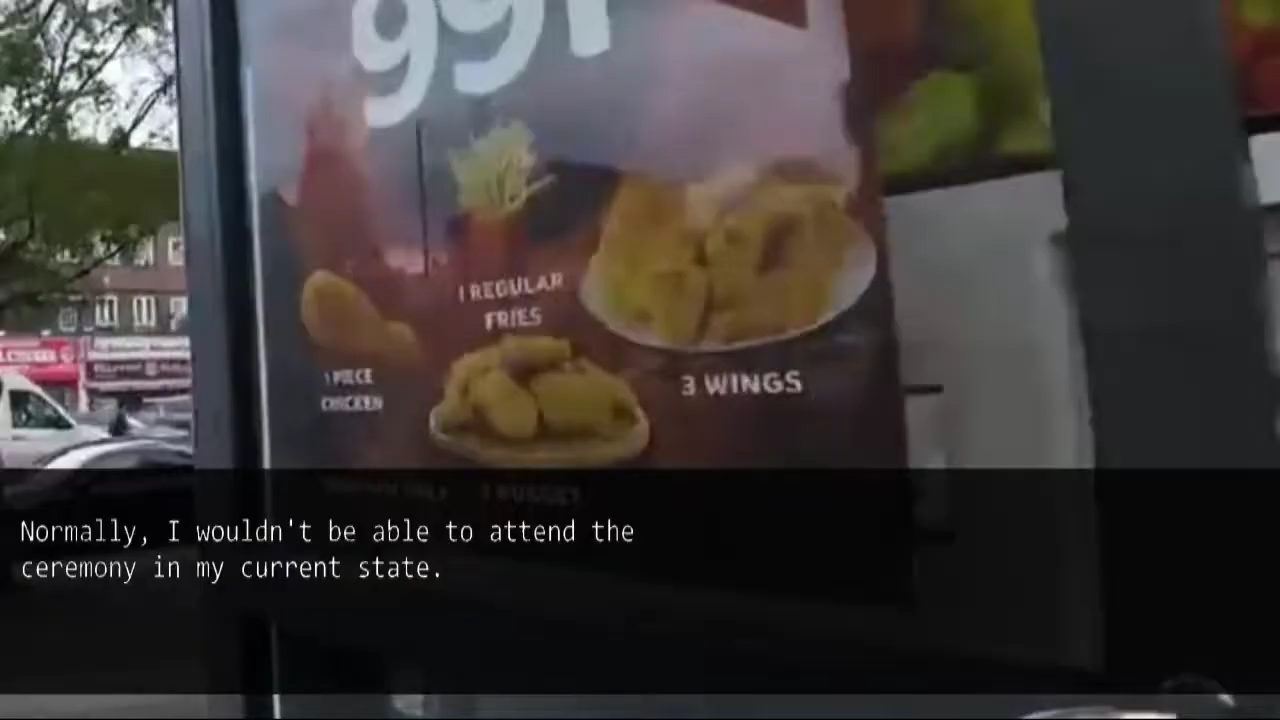 99P
1 REGULAR
FRIES
1 PIECE
CHICKEN
3 WINGS
Normally, I wouldn't be able to attend the
ceremony in my current state.